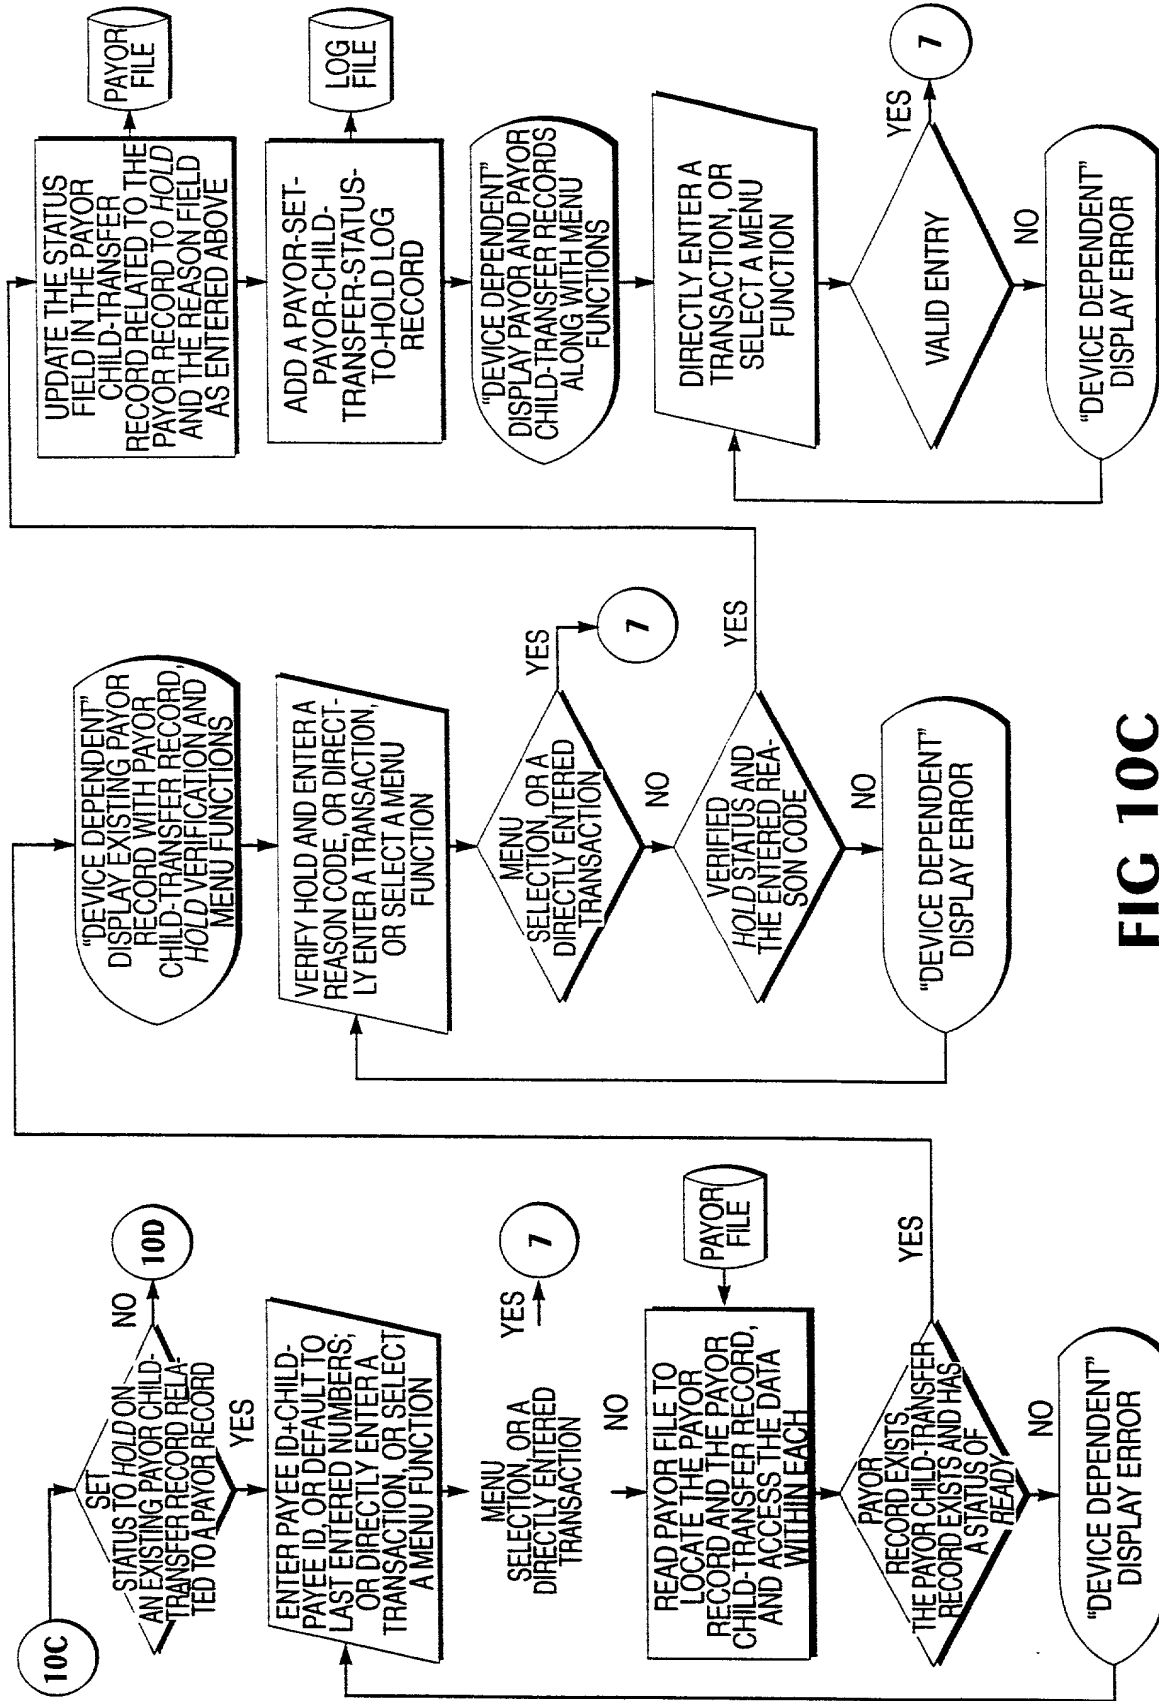 10C
SET
STATUS TO HOLD ON
AN EXISTING PAYOR CHILD-
TRANSFER RECORD RELA-
TED TO A PAYOR RECORD
NO
10D
YES
ENTER PAYEE ID+CHILD-
PAYEE ID, OR DEFAULT TO
LAST ENTERED NUMBERS;
OR DIRECTLY ENTER A
TRANSACTION, OR SELECT
A MENU FUNCTION
MENU
SELECTION, OR A
DIRECTLY ENTERED
TRANSACTION
YES
7
NO
READ PAYOR FILE TO
LOCATE THE PAYOR
RECORD AND THE PAYOR
CHILD-TRANSFER RECORD,
AND ACCESS THE DATA
WITHIN EACH
PAYOR
FILE
PAYOR
RECORD EXISTS,
THE PAYOR CHILD-TRANSFER
RECORD EXISTS AND HAS
A STATUS OF
READY
YES
NO
"DEVICE DEPENDENT"
DISPLAY ERROR
"DEVICE DEPENDENT"
DISPLAY EXISTING PAYOR
RECORD WITH PAYOR
CHILD-TRANSFER RECORD,
HOLD VERIFICATION AND
MENU FUNCTIONS
VERIFY HOLD AND ENTER A
REASON CODE, OR DIRECT-
LY ENTER A TRANSACTION,
OR SELECT A MENU
FUNCTION
MENU
SELECTION, OR A
DIRECTLY ENTERED
TRANSACTION
YES
7
NO
VERIFIED
HOLD STATUS AND
THE ENTERED REA-
SON CODE
YES
NO
"DEVICE DEPENDENT"
DISPLAY ERROR
UPDATE THE STATUS
FIELD IN THE PAYOR
CHILD-TRANSFER
RECORD RELATED TO THE
PAYOR RECORD TO HOLD
AND THE REASON FIELD
AS ENTERED ABOVE
PAYOR
FILE
ADD A PAYOR-SET-
PAYOR-CHILD-
TRANSFER-STATUS-
TO-HOLD LOG
RECORD
LOG
FILE
"DEVICE DEPENDENT"
DISPLAY PAYOR AND PAYOR
CHILD-TRANSFER RECORDS
ALONG WITH MENU
FUNCTIONS
DIRECTLY ENTER A
TRANSACTION, OR
SELECT A MENU
FUNCTION
VALID ENTRY
YES
7
NO
"DEVICE DEPENDENT"
DISPLAY ERROR
FIG 10C